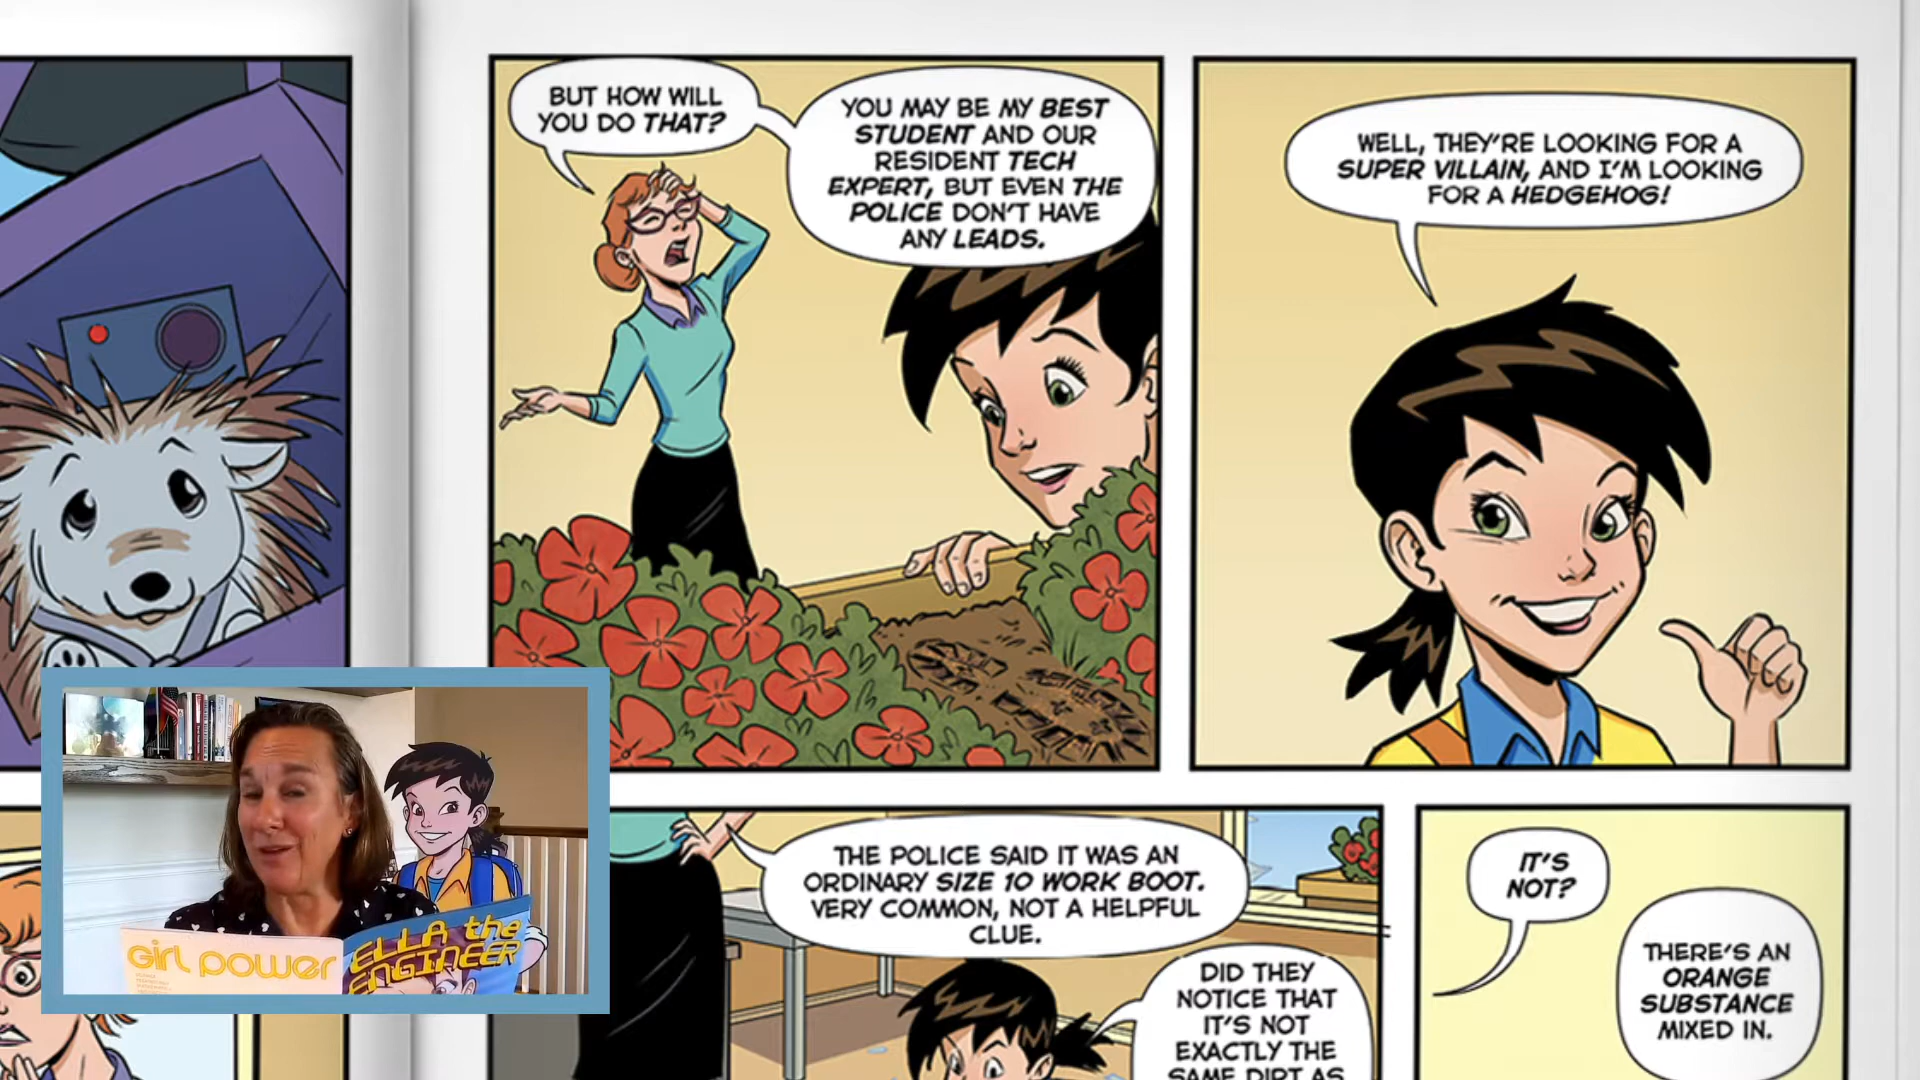 BUT HOW WILL
YOU DO THAT?
YOU MAY BE MY BEST
STUDENT AND OUR
RESIDENT TECH
EXPERT, BUT EVEN THE
POLICE DON'T HAVE
ANY LEADS.
WELL, THEY'RE LOOKING FOR A
SUPER VILLAIN, AND I'M LOOKING
FOR A HEDGEHOG!
THE POLICE SAID IT WAS AN
ORDINARY SIZE 10 WORK BOOT.
VERY COMMON, NOT A HELPFUL
CLUE.
DID THEY
NOTICE THAT
IT'S NOT
EXACTLY THE
SAME DIRT AS
IT'S
NOT?
THERE'S AN
ORANGE
SUBSTANCE
MIXED IN.
GIRL POWER
ELLA the
ENGINEER